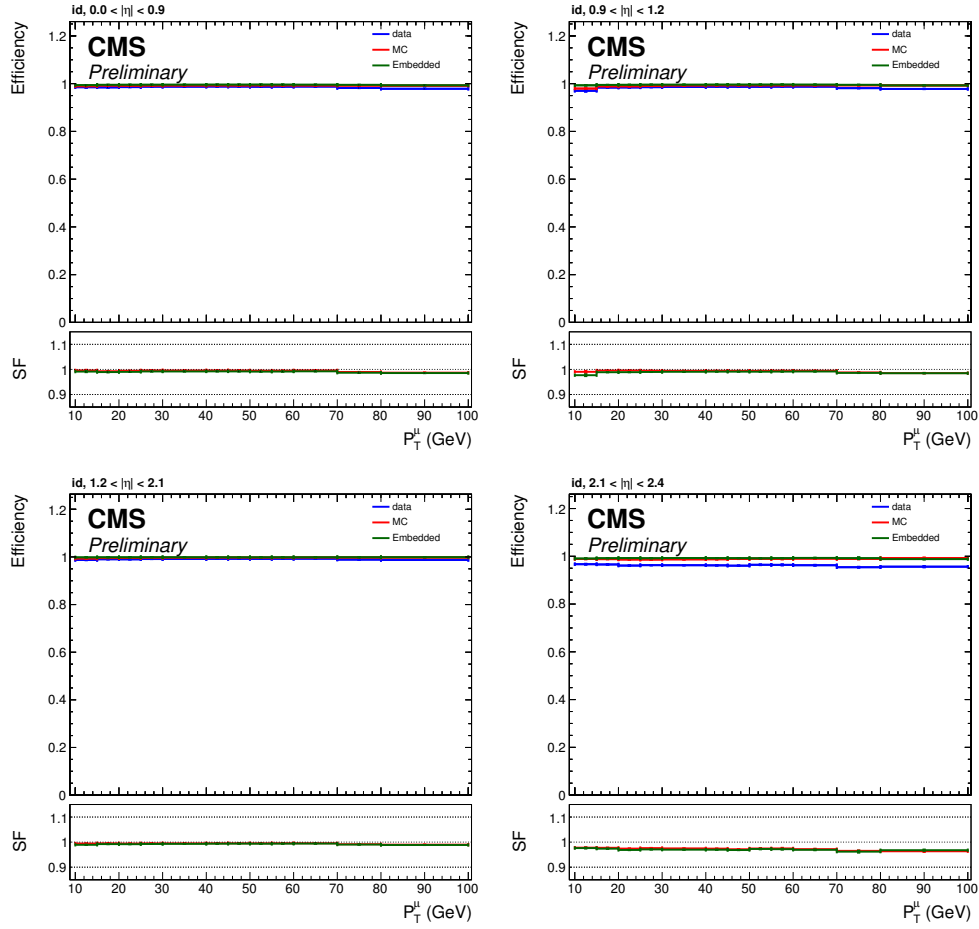 id, 0.0 < |η| < 0.9
Efficiency
1.2
1
0.8
0.6
0.4
0.2
0
CMS
Preliminary
data
MC
Embedded
SF
1.1
1
0.9
10 20 30 40 50 60 70 80 90 100
P_T^μ (GeV)
id, 0.9 < |η| < 1.2
Efficiency
1.2
1
0.8
0.6
0.4
0.2
0
CMS
Preliminary
data
MC
Embedded
SF
1.1
1
0.9
10 20 30 40 50 60 70 80 90 100
P_T^μ (GeV)
id, 1.2 < |η| < 2.1
Efficiency
1.2
1
0.8
0.6
0.4
0.2
0
CMS
Preliminary
data
MC
Embedded
SF
1.1
1
0.9
10 20 30 40 50 60 70 80 90 100
P_T^μ (GeV)
id, 2.1 < |η| < 2.4
Efficiency
1.2
1
0.8
0.6
0.4
0.2
0
CMS
Preliminary
data
MC
Embedded
SF
1.1
1
0.9
10 20 30 40 50 60 70 80 90 100
P_T^μ (GeV)